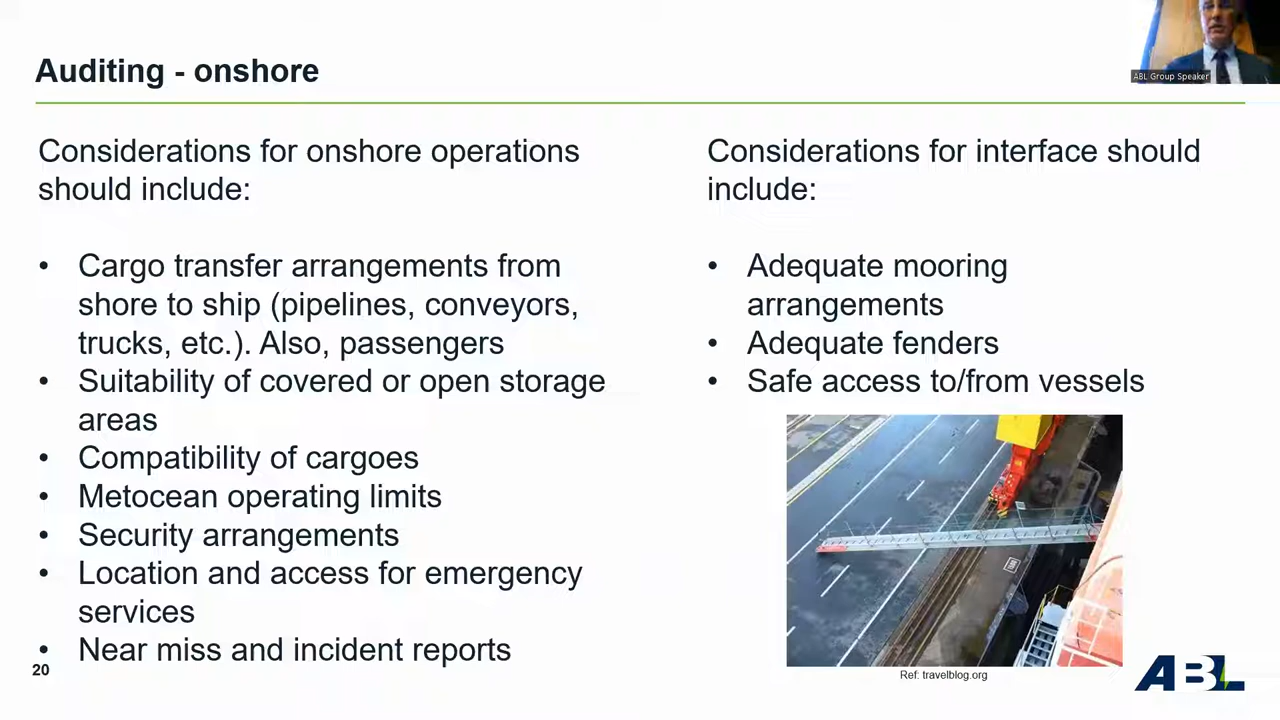 Auditing - onshore
ABL Group Speaker
Considerations for onshore operations
should include:
• Cargo transfer arrangements from
shore to ship (pipelines, conveyors,
trucks, etc.). Also, passengers
• Suitability of covered or open storage
areas
• Compatibility of cargoes
• Metocean operating limits
• Security arrangements
• Location and access for emergency
services
• Near miss and incident reports
Considerations for interface should
include:
• Adequate mooring
arrangements
• Adequate fenders
• Safe access to/from vessels
Ref: travelblog.org
20
ABL